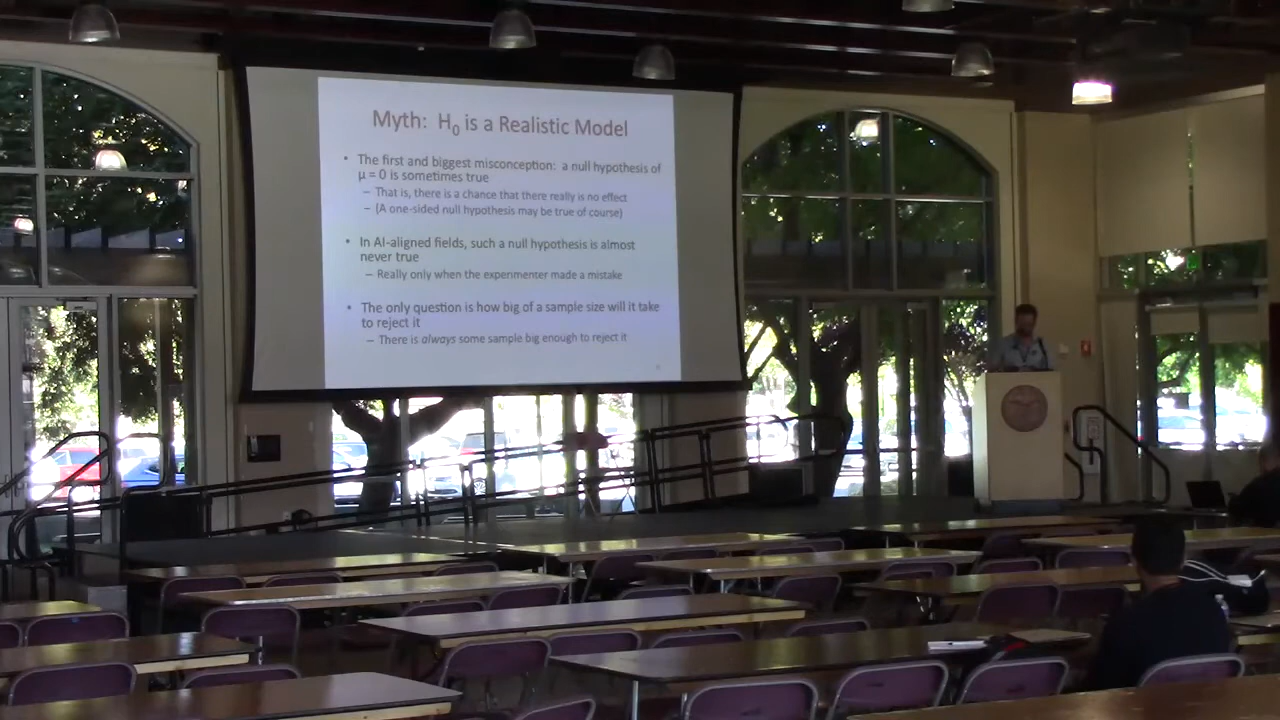 Myth: H0 is a Realistic Model
• The first and biggest misconception: a null hypothesis of
μ = 0 is sometimes true
– That is, there is a chance that there really is no effect
– (A one-sided null hypothesis may be true of course)
• In AI-aligned fields, such a null hypothesis is almost
never true
– Really only when the experimenter made a mistake
• The only question is how big of a sample size will it take
to reject it
– There is always some sample big enough to reject it